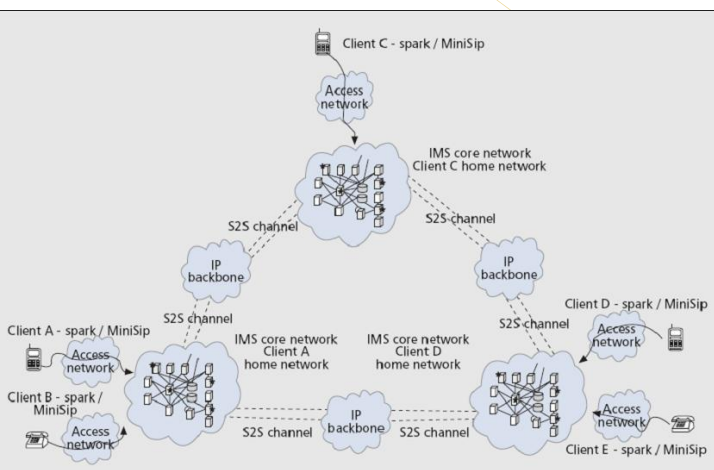 Client C - spark / MiniSip
Access
network
IMS core network
Client C home network
S2S channel
S2S channel
IP
backbone
IP
backbone
Client D - spark / MiniSip
S2S channel
S2S channel
Client A - spark / MiniSip
IMS core network
Client A
home network
IMS core network
Client D
home network
Access
network
Access
network
Client B - spark /
MiniSip
IP
backbone
Access
network
Access
network
S2S channel
S2S channel
Client E - spark / MiniSip